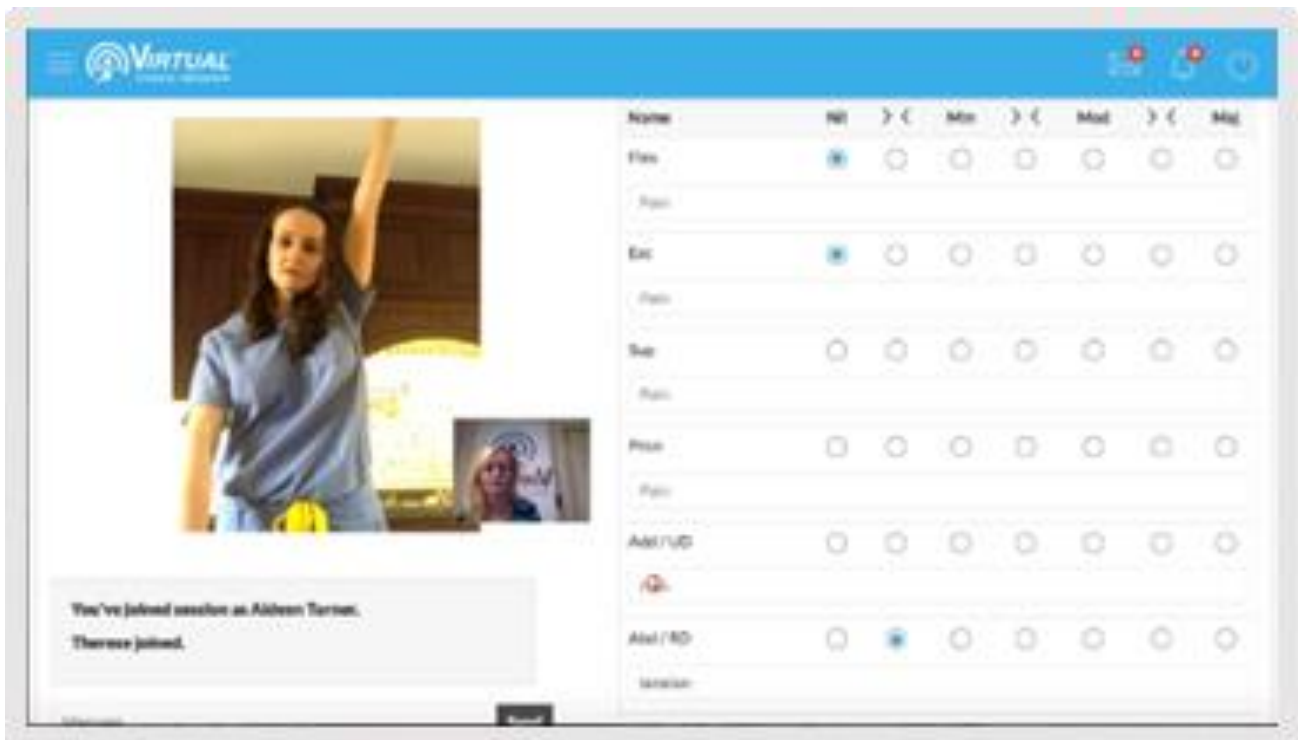 VIRTUAL
Name Nil > < Min > < Mod > < Maj
Flex
Pain
Ext
Pain
Sup
Pain
Pron
Pain
Add / UD
Abd / RD
You've joined session as Aideen Turner.
Therese joined.
Message
Send